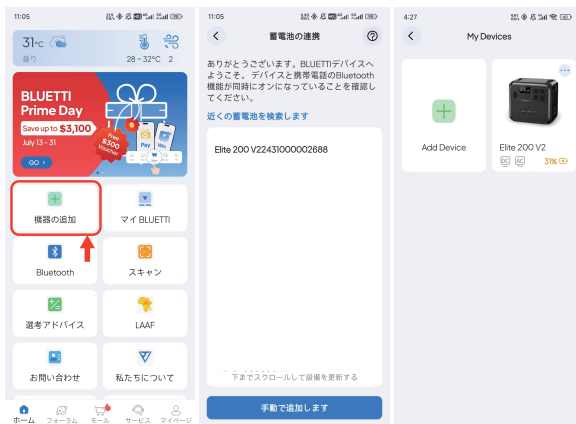 11:05
31°c
曇り
28 – 32°C 2
BLUETTI
Prime Day
Save up to $3,100
July 13 - 31
GO ›
Free
$300
Voucher
Pay
機器の追加
マイ BLUETTI
Bluetooth
スキャン
選考アドバイス
LAAF
お問い合わせ
私たちについて
ホーム フォーラム モール サービス マイページ
11:05
蓄電池の連携
ありがとうございます。BLUETTIデバイスへ
ようこそ。デバイスと携帯電話のBluetooth
機能が同時にオンになっていることを確認し
てください。
近くの蓄電池を検索します
Elite 200 V22431000002688
下までスクロールして設備を更新する
手動で追加します
4:27
My Devices
Add Device
Elite 200 V2
DC AC 31%